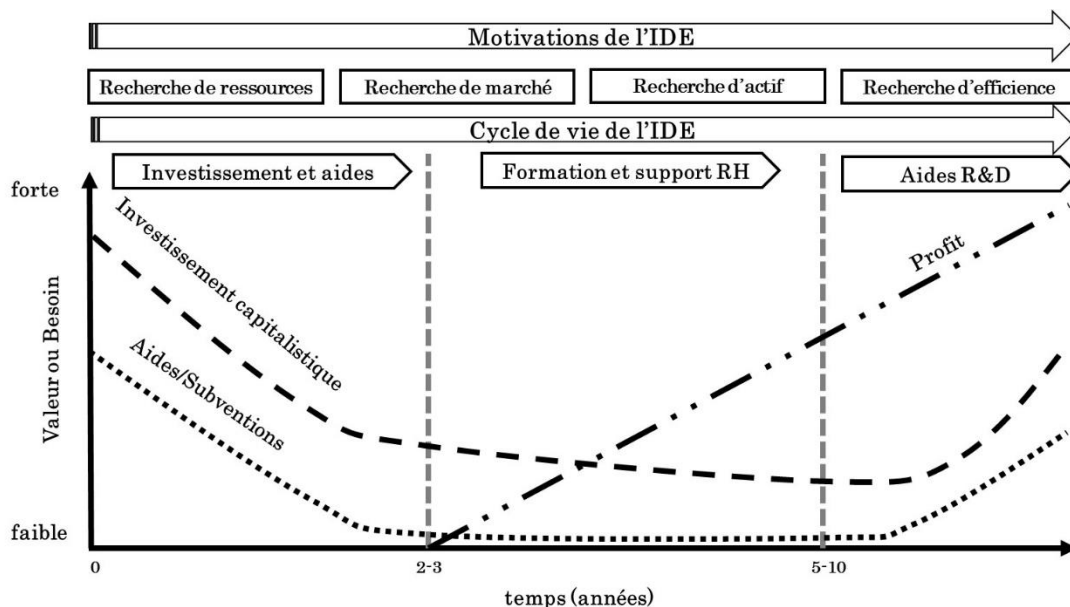 Motivations de l'IDE
Recherche de ressources
Recherche de marché
Recherche d'actif
Recherche d'efficience
Cycle de vie de l'IDE
Investissement et aides
Formation et support RH
Aides R&D
forte
Investissement capitalistique
Profit
Aides/Subventions
Valeur ou Besoin
faible
0
2-3
5-10
temps (années)